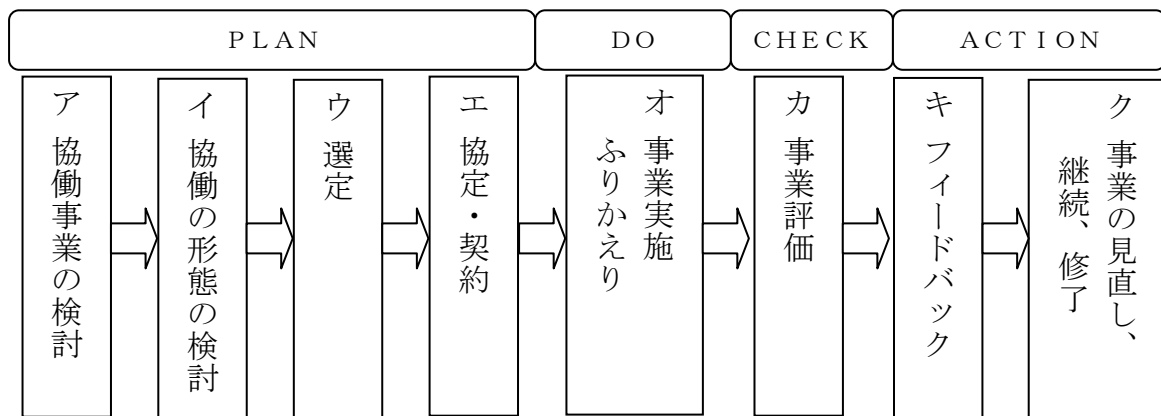 ＰＬＡＮ
ＤＯ
ＣＨＥＣＫ
ＡＣＴＩＯＮ
ア 協働事業の検討
イ 協働の形態の検討
ウ 選定
エ 協定・契約
オ 事業実施
ふりかえり
カ 事業評価
キ フィードバック
ク 事業の見直し、
継続、修了